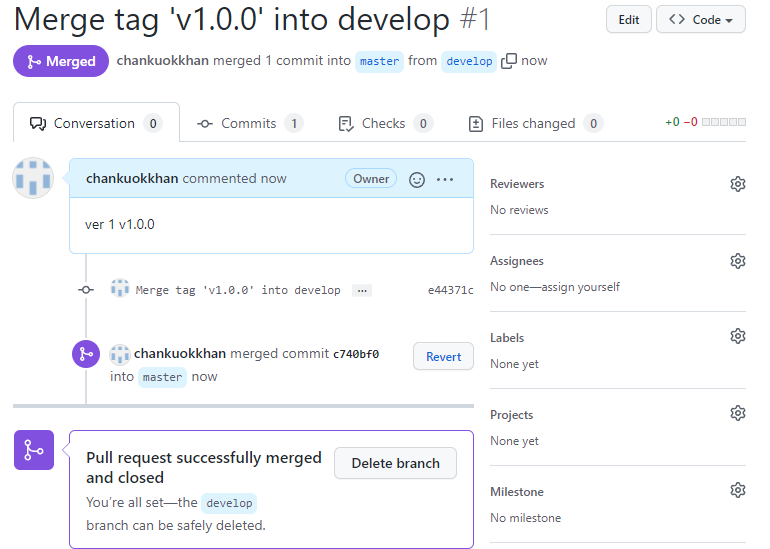 Merge tag 'v1.0.0' into develop #1
Edit
Code
Merged
chankuokkhan merged 1 commit into master from develop now
Conversation 0
Commits 1
Checks 0
Files changed 0
+0 −0
chankuokkhan commented now
Owner
ver 1 v1.0.0
Merge tag 'v1.0.0' into develop ...
e44371c
chankuokkhan merged commit c740bf0
into master now
Revert
Pull request successfully merged
and closed
You're all set—the develop
branch can be safely deleted.
Delete branch
Reviewers
No reviews
Assignees
No one—assign yourself
Labels
None yet
Projects
None yet
Milestone
No milestone